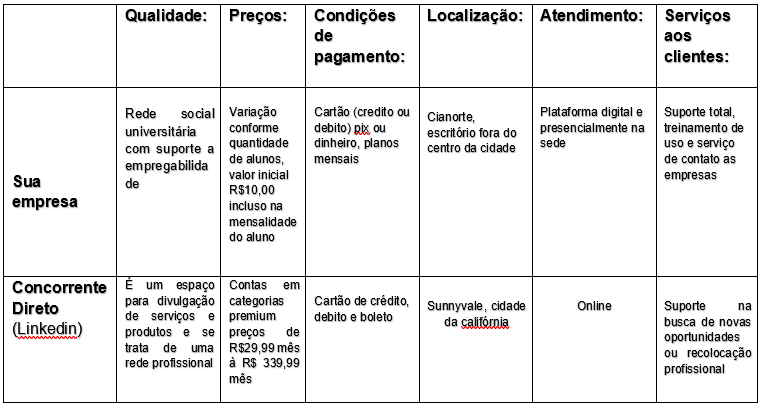 Qualidade:
Preços:
Condições
de
pagamento:
Localização:
Atendimento:
Serviços
aos
clientes:
Sua
empresa
Rede social
universitária
com suporte a
empregabilida
de
Variação
conforme
quantidade
de alunos,
valor inicial
R$10,00
incluso na
mensalidade
do aluno
Cartão (credito ou
debito) pix ou
dinheiro, planos
mensais
Cianorte,
escritório fora do
centro da cidade
Plataforma digital e
presencialmente na
sede
Suporte total,
treinamento de
uso e serviço
de contato as
empresas
Concorrente
Direto
(Linkedin)
É um espaço
para divulgação
de serviços e
produtos e se
trata de uma
rede profissional
Contas em
categorias
premium
preços de
R$29,99 mês
à R$ 339,99
mês
Cartão de crédito,
debito e boleto
Sunnyvale, cidade
da califórnia
Online
Suporte na
busca de novas
oportunidades
ou recolocação
profissional